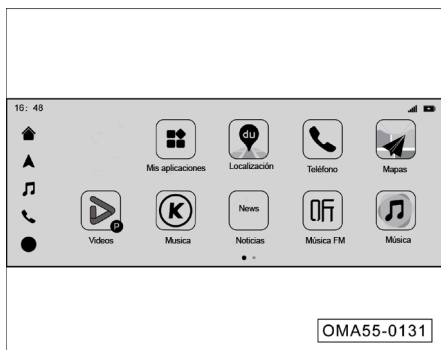 16: 48
Mis aplicaciones
du
Localización
Teléfono
Mapas
P
Videos
K
Musica
News
Noticias
Música FM
Música
OMA55-0131